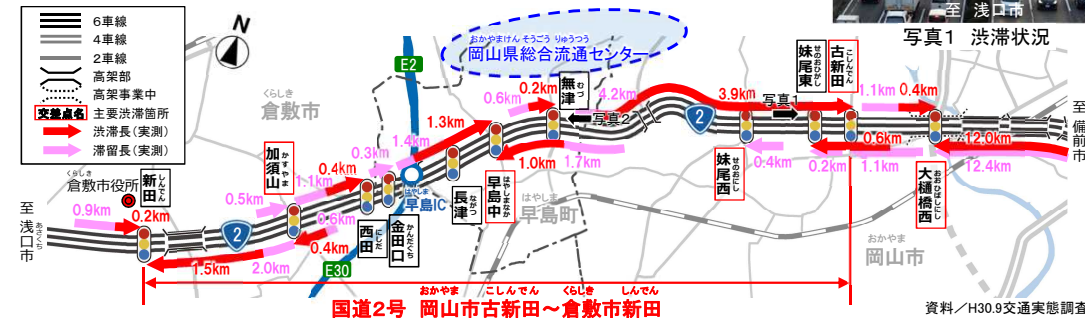 6車線
4車線
2車線
高架部
高架事業中
交差点名 主要渋滞箇所
渋滞長(実測)
滞留長(実測)
N
至 浅口市
写真1 渋滞状況
おかやまけん そうごう りゅうつう
岡山県総合流通センター
E2
くらしき
倉敷市
無津
むづ
妹尾東
せのおひがし
古新田
こしんでん
0.6km
0.2km
4.2km
3.9km
写真1
1.1km
0.4km
写真2
2
至 備前市
1.3km
1.4km
0.3km
加須山
かすやま
0.4km
1.1km
0.5km
1.0km
1.7km
0.4km
0.2km
0.6km
1.1km
12.0km
12.4km
くらしき
倉敷市役所
新田
しんでん
0.9km
0.2km
至 浅口市
あさくち
2
0.6km
0.4km
2.0km
1.5km
E30
西田
にしだ
金田口
かんだぐち
はやしま
早島IC
長津
ながつ
早島中
はやしまなか
はやしま
早島町
妹尾西
せのおにし
大樋橋西
おおひばしにし
おかやま
岡山市
おかやま こしんでん くらしき しんでん
国道2号 岡山市古新田~倉敷市新田
資料/H30.9交通実態調査